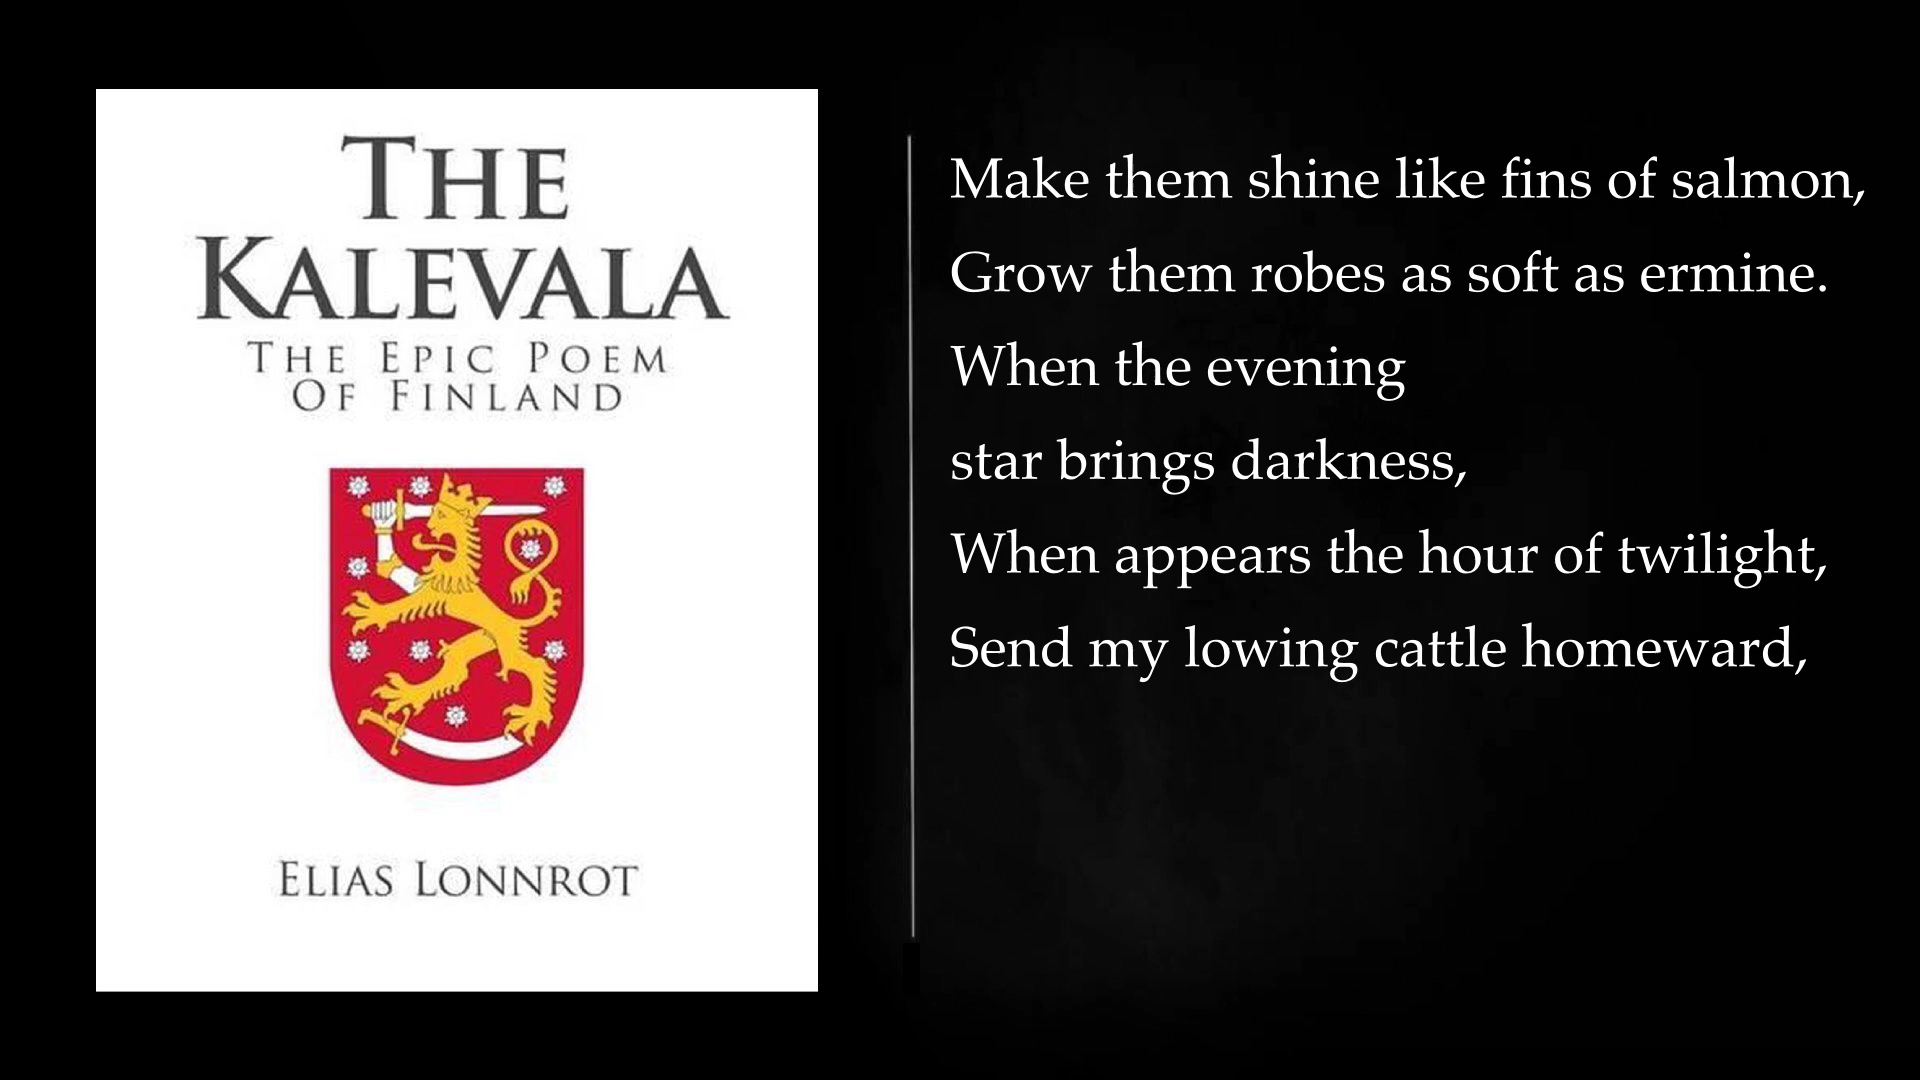 THE
KALEVALA
THE EPIC POEM
OF FINLAND
ELIAS LONNROT
Make them shine like fins of salmon,
Grow them robes as soft as ermine.
When the evening
star brings darkness,
When appears the hour of twilight,
Send my lowing cattle homeward,